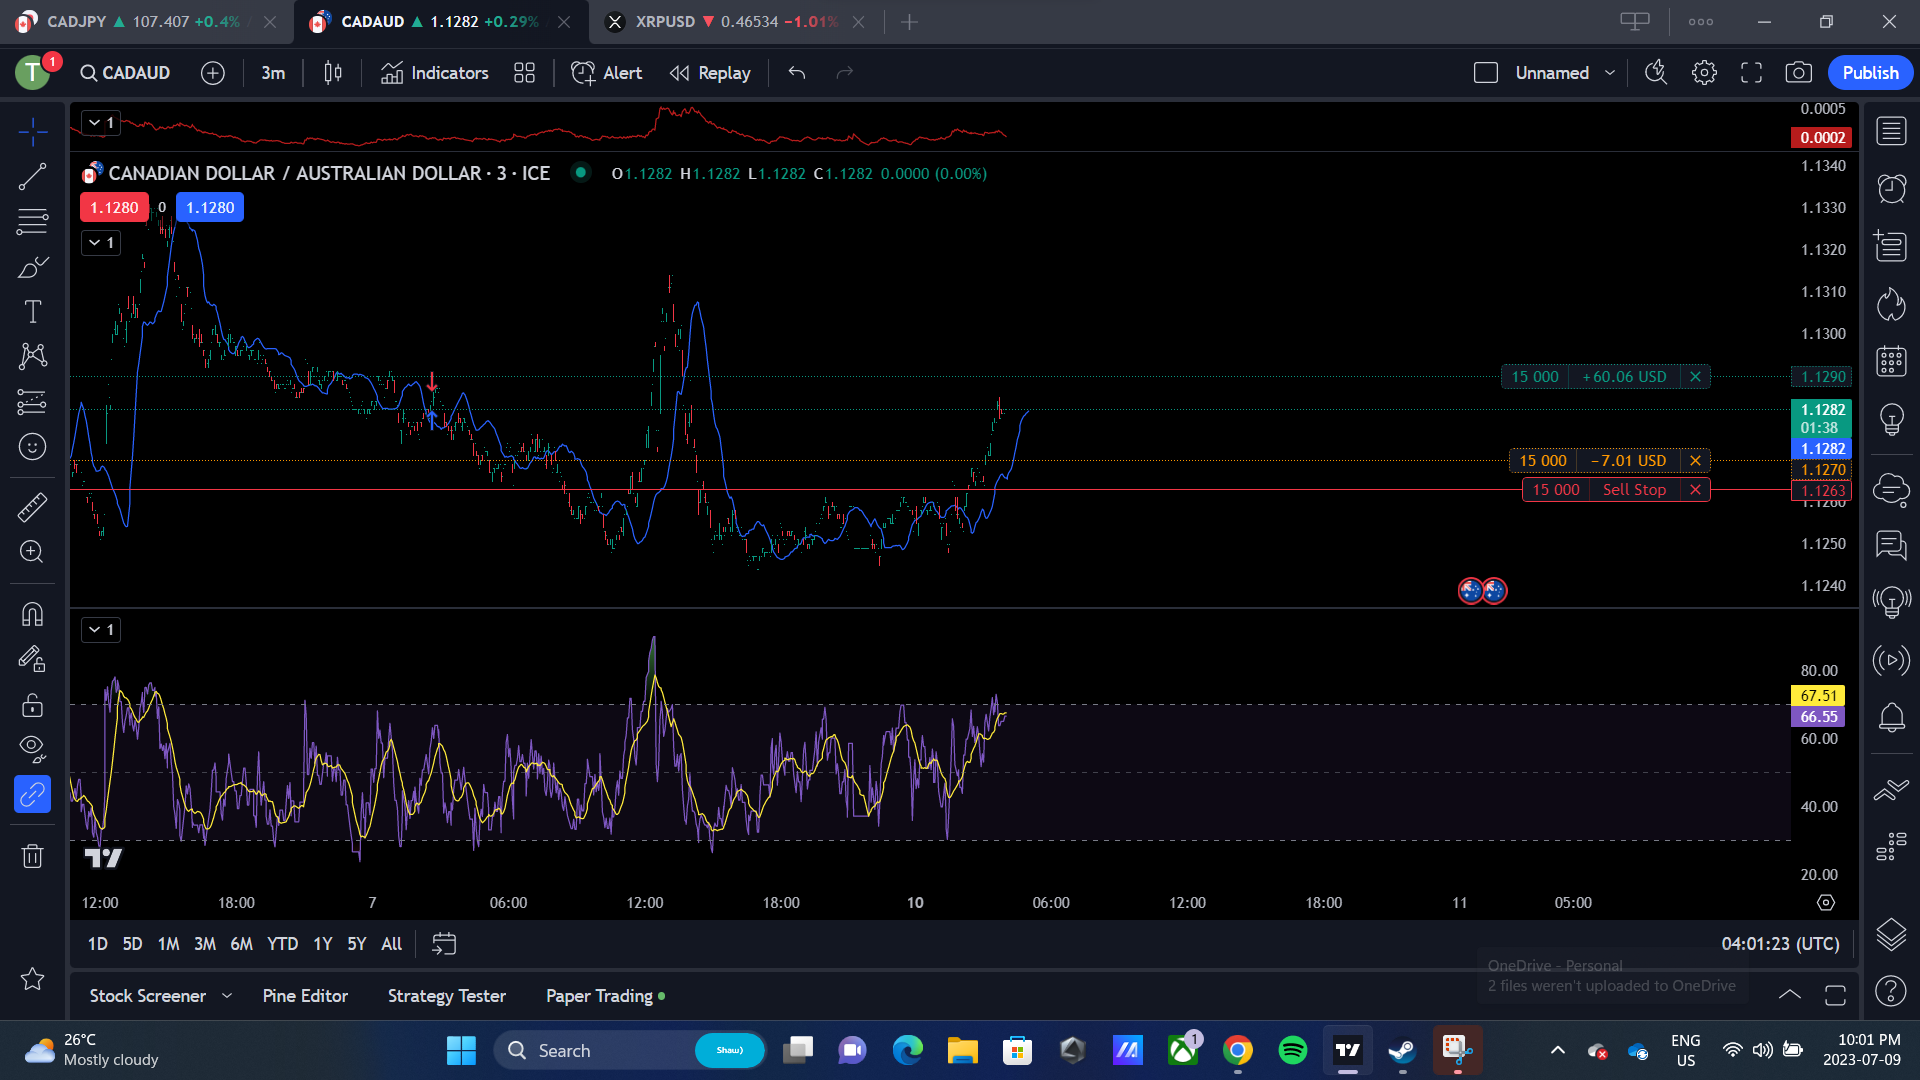 CADJPY ▲ 107.407 +0.4%
CADAUD ▲ 1.1282 +0.29%
XRPUSD ▼ 0.46534 −1.01%
T
1
CADAUD
3m
Indicators
Alert
Replay
Unnamed
Publish
1
0.0005
0.0002
CANADIAN DOLLAR / AUSTRALIAN DOLLAR · 3 · ICE
O1.1282 H1.1282 L1.1282 C1.1282 0.0000 (0.00%)
1.1280 0 1.1280
1
1.1340
1.1330
1.1320
1.1310
1.1300
15 000 +60.06 USD
1.1290
1.1282
01:38
1.1282
15 000 −7.01 USD
1.1270
15 000 Sell Stop
1.1263
1.1260
1.1250
1.1240
1
80.00
67.51
66.55
60.00
40.00
20.00
12:00 18:00 7 06:00 12:00 18:00 10 06:00 12:00 18:00 11 05:00
1D 5D 1M 3M 6M YTD 1Y 5Y All
04:01:23 (UTC)
OneDrive - Personal
2 files weren't uploaded to OneDrive
Stock Screener
Pine Editor
Strategy Tester
Paper Trading
26°C
Mostly cloudy
Search
Shaw)
1
ENG
US
10:01 PM
2023-07-09